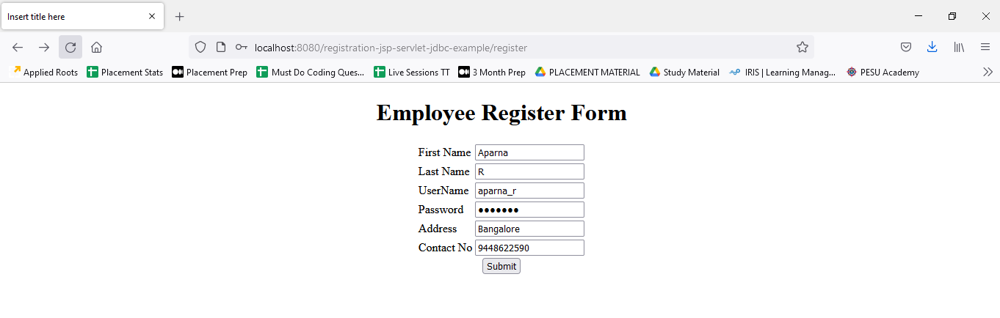 Insert title here
localhost:8080/registration-jsp-servlet-jdbc-example/register
Applied Roots Placement Stats Placement Prep Must Do Coding Ques... Live Sessions TT 3 Month Prep PLACEMENT MATERIAL Study Material IRIS | Learning Manag... PESU Academy
Employee Register Form
First Name Aparna
Last Name R
UserName aparna_r
Password ●●●●●●●
Address Bangalore
Contact No 9448622590
Submit